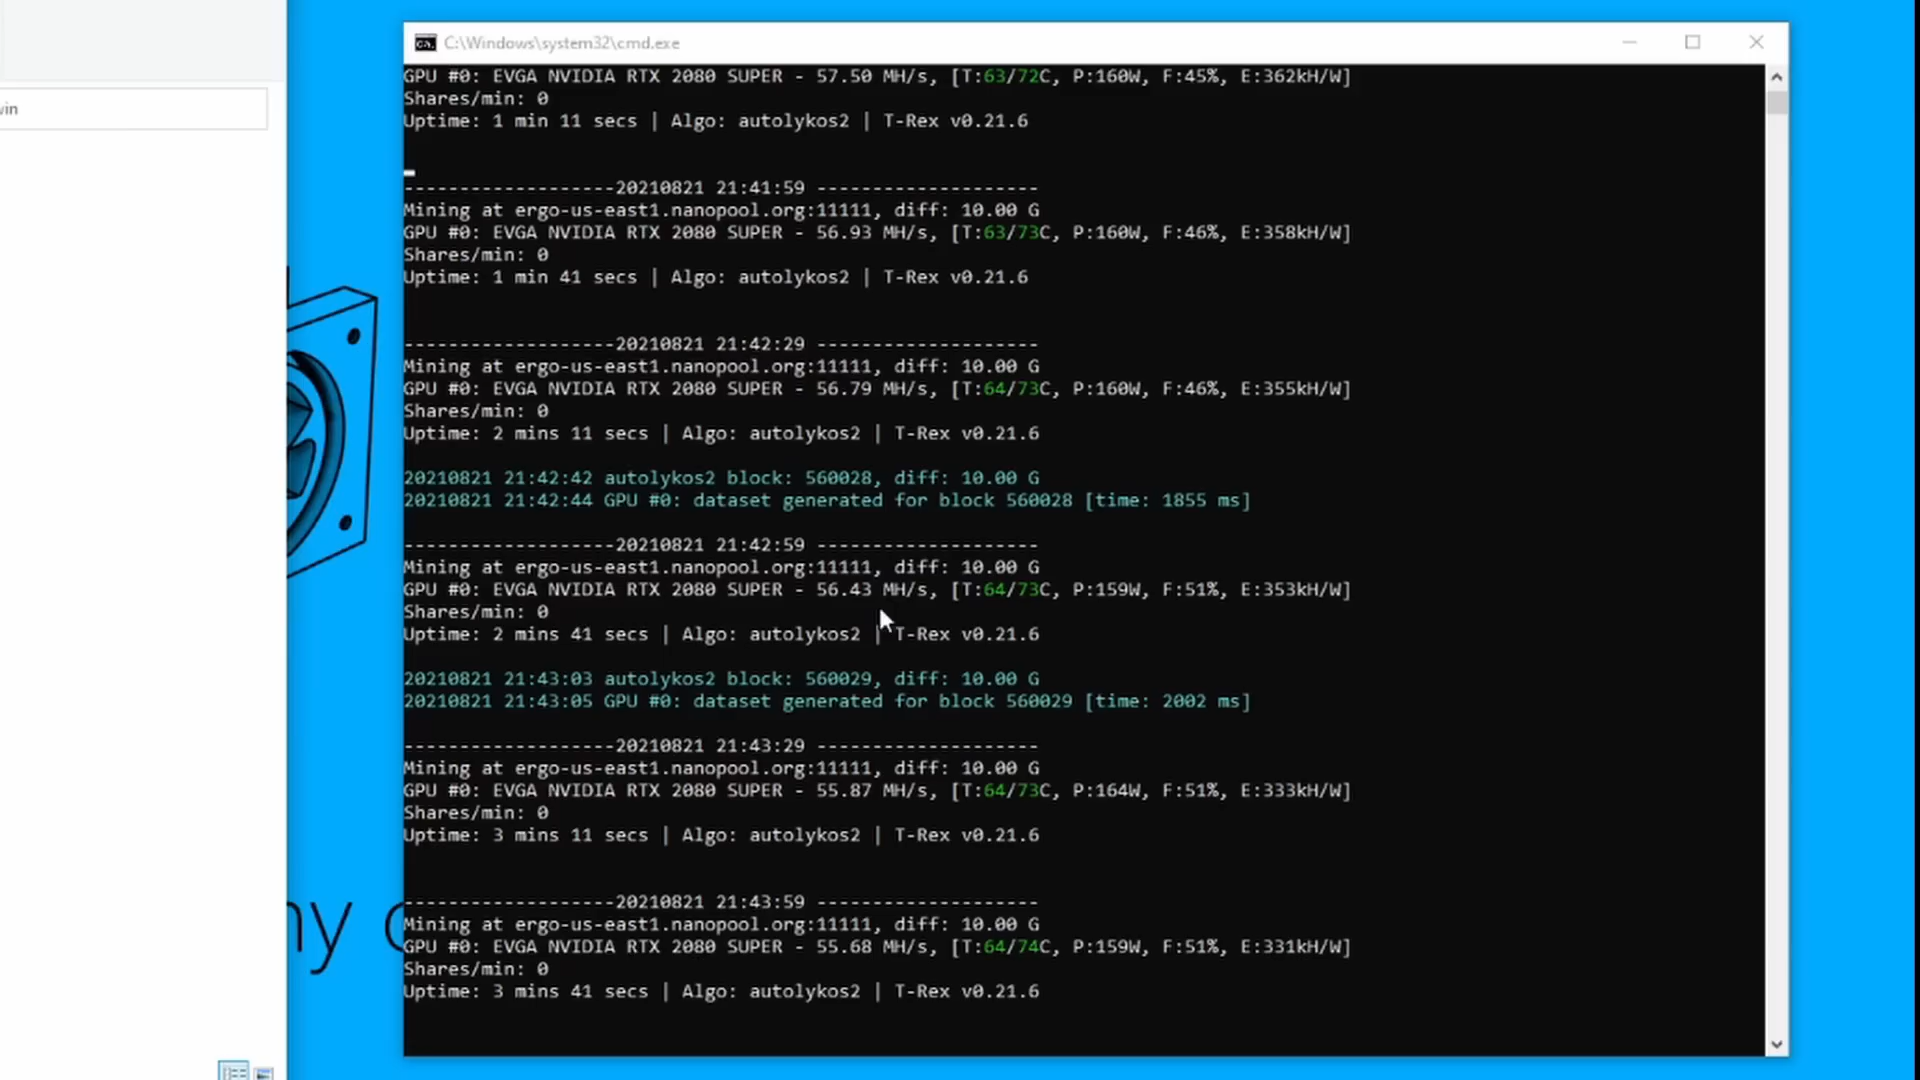 win
C:\Windows\system32\cmd.exe
GPU #0: EVGA NVIDIA RTX 2080 SUPER - 57.50 MH/s, [T:63/72C, P:160W, F:45%, E:362kH/W]
Shares/min: 0
Uptime: 1 min 11 secs | Algo: autolykos2 | T-Rex v0.21.6
-------------------20210821 21:41:59 --------------------
Mining at ergo-us-east1.nanopool.org:11111, diff: 10.00 G
GPU #0: EVGA NVIDIA RTX 2080 SUPER - 56.93 MH/s, [T:63/73C, P:160W, F:46%, E:358kH/W]
Shares/min: 0
Uptime: 1 min 41 secs | Algo: autolykos2 | T-Rex v0.21.6
-------------------20210821 21:42:29 --------------------
Mining at ergo-us-east1.nanopool.org:11111, diff: 10.00 G
GPU #0: EVGA NVIDIA RTX 2080 SUPER - 56.79 MH/s, [T:64/73C, P:160W, F:46%, E:355kH/W]
Shares/min: 0
Uptime: 2 mins 11 secs | Algo: autolykos2 | T-Rex v0.21.6
20210821 21:42:42 autolykos2 block: 560028, diff: 10.00 G
20210821 21:42:44 GPU #0: dataset generated for block 560028 [time: 1855 ms]
-------------------20210821 21:42:59 --------------------
Mining at ergo-us-east1.nanopool.org:11111, diff: 10.00 G
GPU #0: EVGA NVIDIA RTX 2080 SUPER - 56.43 MH/s, [T:64/73C, P:159W, F:51%, E:353kH/W]
Shares/min: 0
Uptime: 2 mins 41 secs | Algo: autolykos2 | T-Rex v0.21.6
20210821 21:43:03 autolykos2 block: 560029, diff: 10.00 G
20210821 21:43:05 GPU #0: dataset generated for block 560029 [time: 2002 ms]
-------------------20210821 21:43:29 --------------------
Mining at ergo-us-east1.nanopool.org:11111, diff: 10.00 G
GPU #0: EVGA NVIDIA RTX 2080 SUPER - 55.87 MH/s, [T:64/73C, P:164W, F:51%, E:333kH/W]
Shares/min: 0
Uptime: 3 mins 11 secs | Algo: autolykos2 | T-Rex v0.21.6
-------------------20210821 21:43:59 --------------------
Mining at ergo-us-east1.nanopool.org:11111, diff: 10.00 G
GPU #0: EVGA NVIDIA RTX 2080 SUPER - 55.68 MH/s, [T:64/74C, P:159W, F:51%, E:331kH/W]
Shares/min: 0
Uptime: 3 mins 41 secs | Algo: autolykos2 | T-Rex v0.21.6